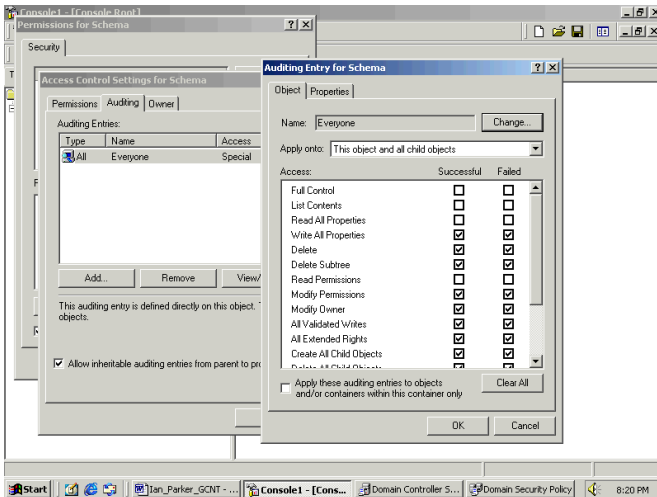 Console1 - [Console Root]
Permissions for Schema
Security
Access Control Settings for Schema
Permissions Auditing Owner
Auditing Entries:
Type Name Access
All Everyone Special
Add... Remove View/
This auditing entry is defined directly on this object.
objects.
Allow inheritable auditing entries from parent to pro
Auditing Entry for Schema
Object Properties
Name: Everyone Change...
Apply onto: This object and all child objects
Access: Successful Failed
Full Control
List Contents
Read All Properties
Write All Properties
Delete
Delete Subtree
Read Permissions
Modify Permissions
Modify Owner
All Validated Writes
All Extended Rights
Create All Child Objects
Delete All Child Objects
Apply these auditing entries to objects
and/or containers within this container only
Clear All
OK Cancel
Start Ian_Parker_GCNT - ... Console1 - [Cons... Domain Controller S... Domain Security Policy 8:20 PM